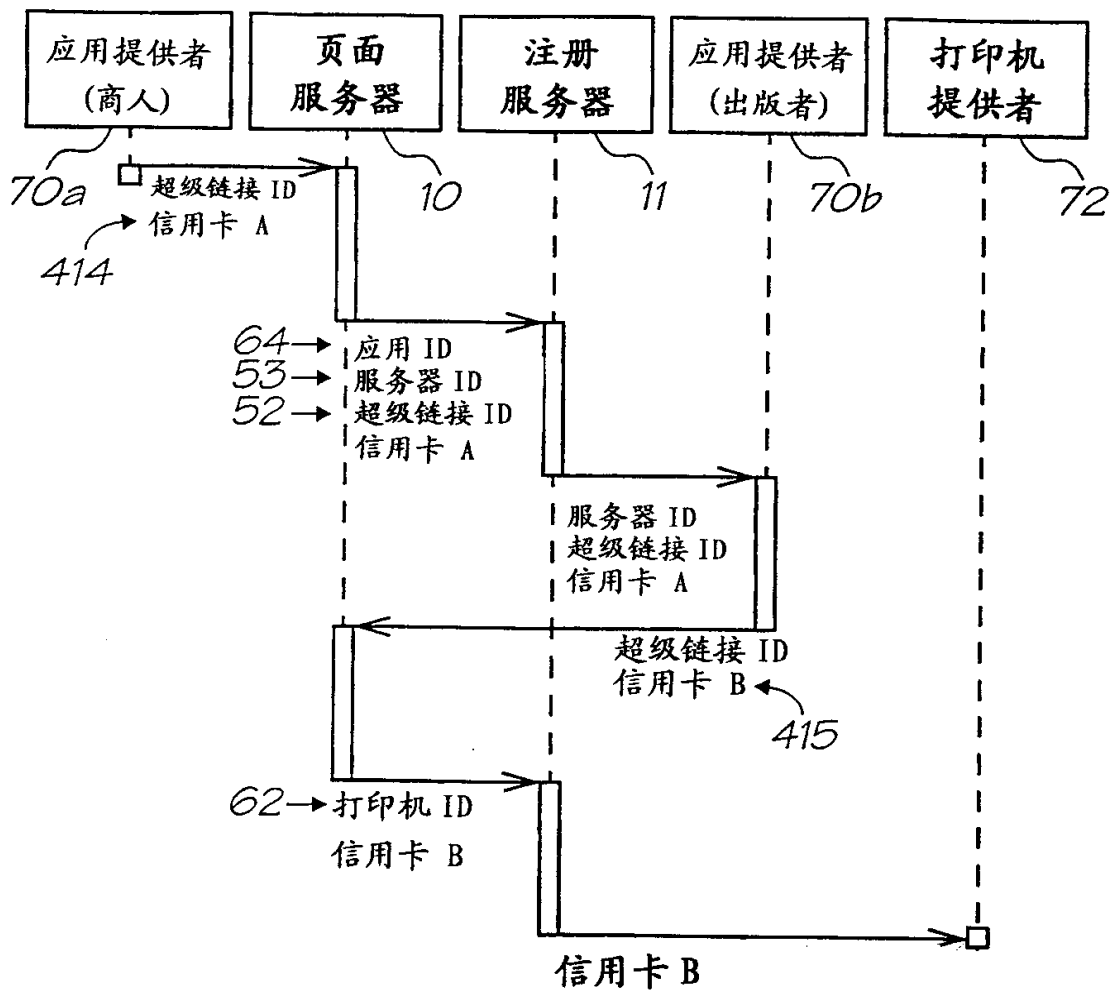 应用提供者
(商人)
页面
服务器
注册
服务器
应用提供者
(出版者)
打印机
提供者
70a
10
11
70b
72
超级链接 ID
信用卡 A
414
64
应用 ID
53
服务器 ID
52
超级链接 ID
信用卡 A
服务器 ID
超级链接 ID
信用卡 A
超级链接 ID
信用卡 B
415
62
打印机 ID
信用卡 B
信用卡 B